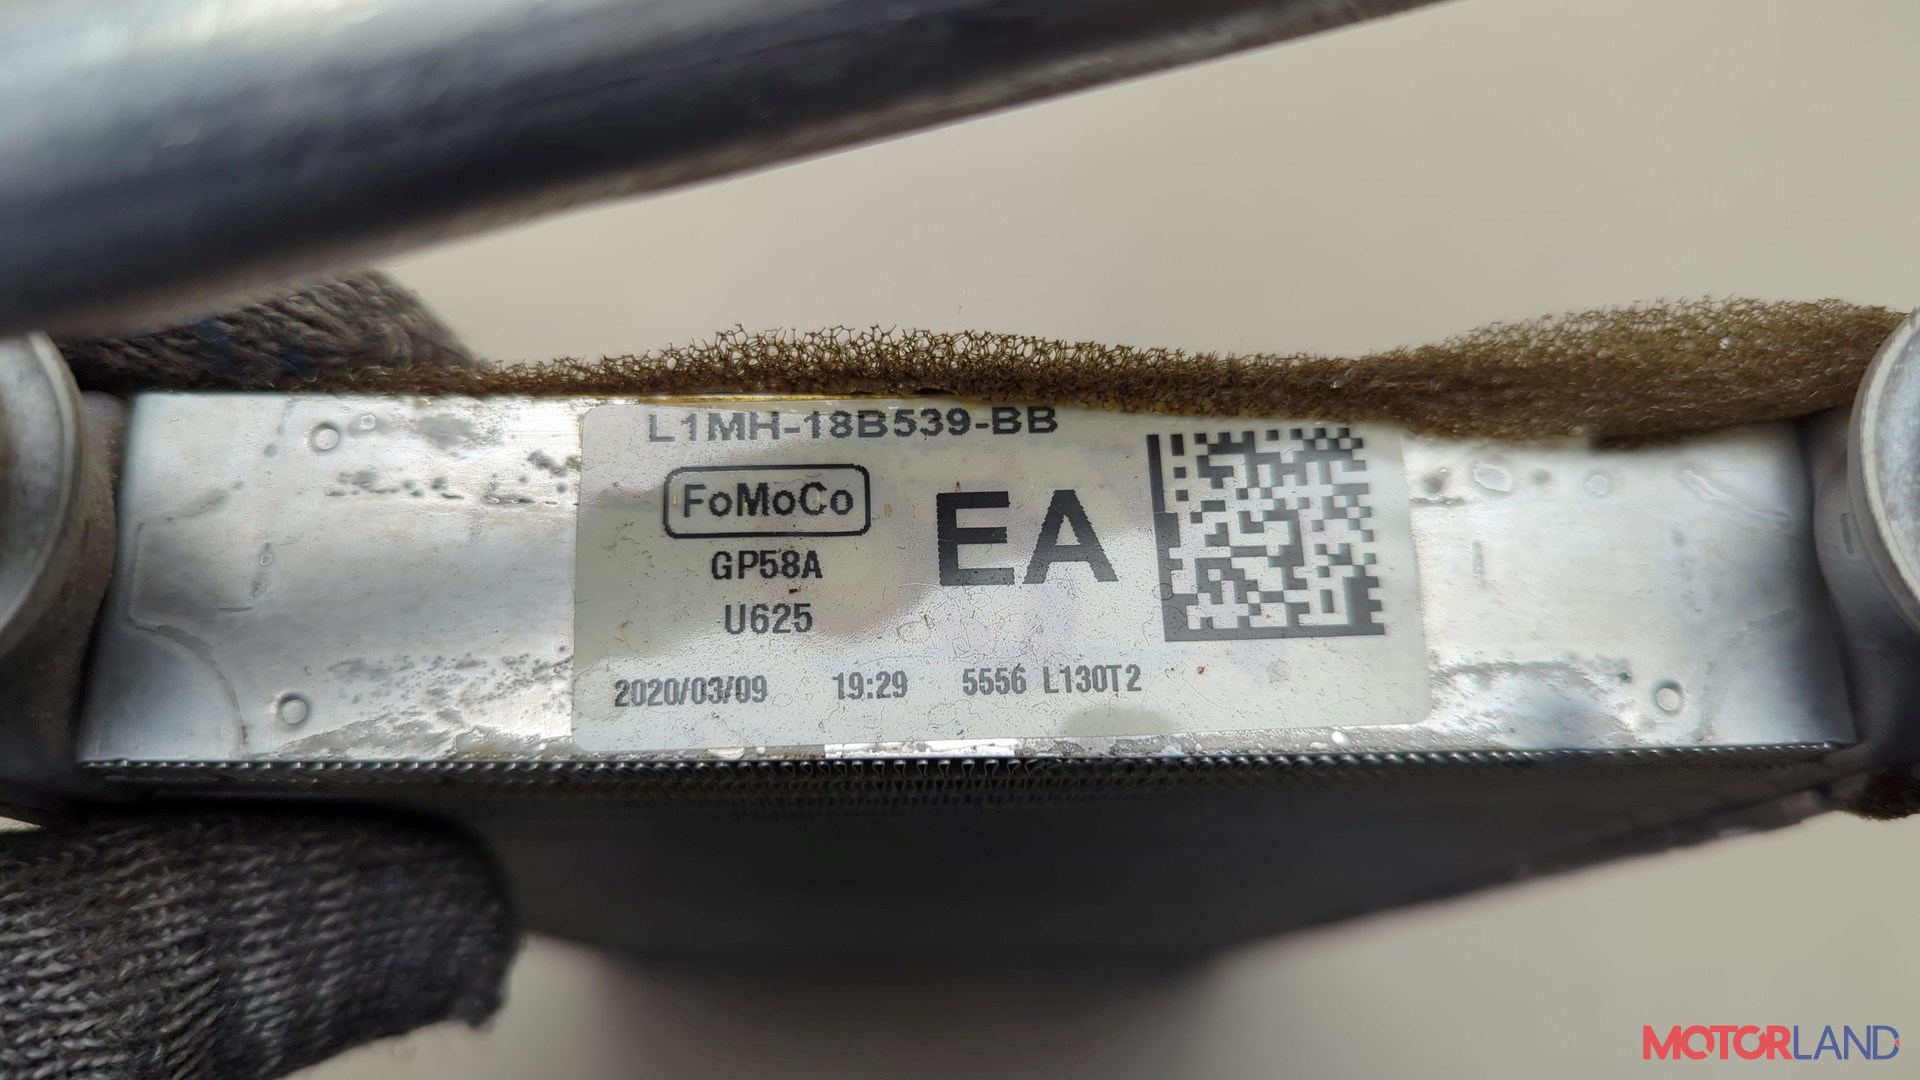 L1MH-18B539-BB
FoMoCo
EA
GP58A
U625
2020/03/09 19:29 5556 L130T2
MOTORLAND